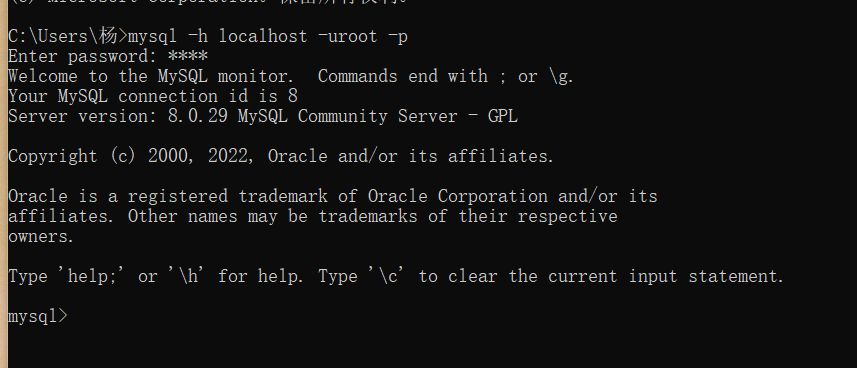 C:\Users\杨>mysql -h localhost -uroot -p
Enter password: ****
Welcome to the MySQL monitor.  Commands end with ; or \g.
Your MySQL connection id is 8
Server version: 8.0.29 MySQL Community Server - GPL
Copyright (c) 2000, 2022, Oracle and/or its affiliates.
Oracle is a registered trademark of Oracle Corporation and/or its
affiliates. Other names may be trademarks of their respective
owners.
Type 'help;' or '\h' for help. Type '\c' to clear the current input statement.
mysql>